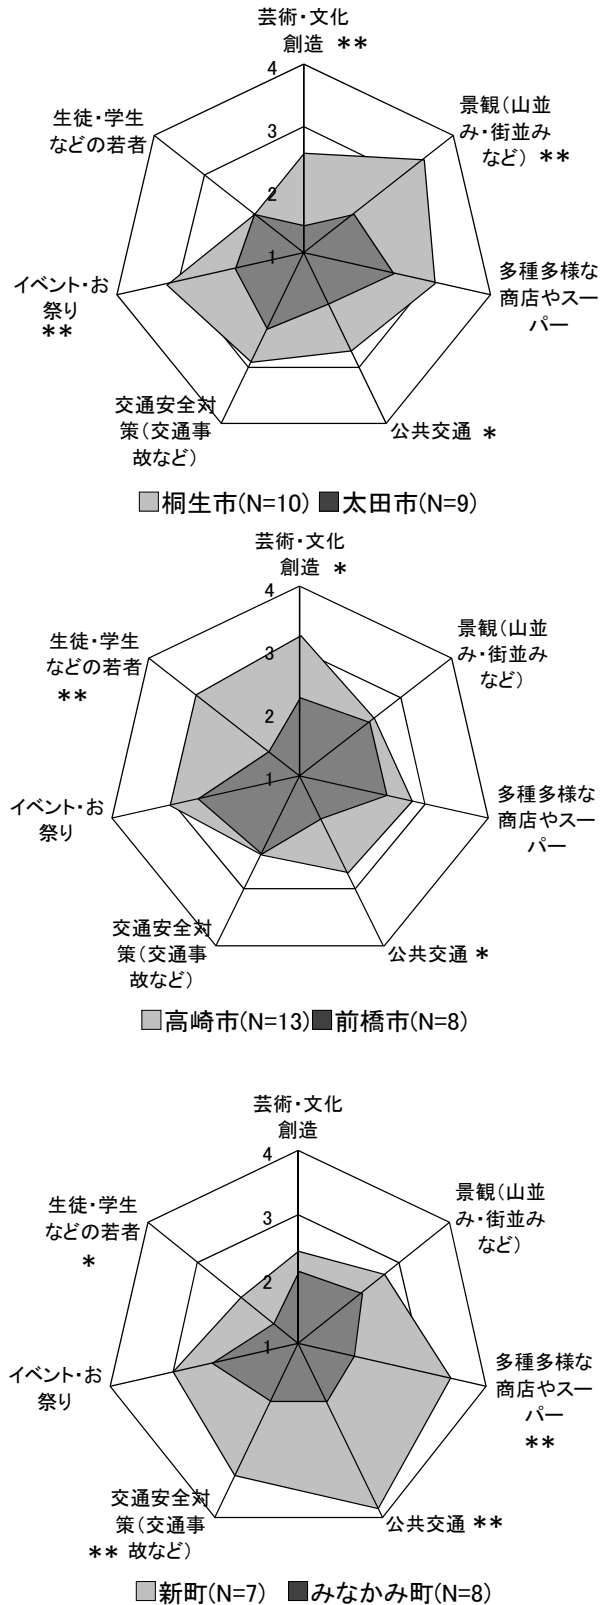 芸術・文化
創造 **
4
景観(山並
み・街並み
など) **
生徒・学生
などの若者
3
2
1
多種多様な
商店やスー
パー
イベント・お
祭り
**
交通安全対
策(交通事
故など)
公共交通 *
桐生市(N=10) 太田市(N=9)
芸術・文化
創造 *
4
景観(山並
み・街並み
など)
生徒・学生
などの若者
**
3
2
1
多種多様な
商店やスー
パー
イベント・お
祭り
交通安全対
策(交通事
故など)
公共交通 *
高崎市(N=13) 前橋市(N=8)
芸術・文化
創造
4
景観(山並
み・街並み
など)
生徒・学生
などの若者
*
3
2
1
多種多様な
商店やスー
パー
**
イベント・お
祭り
交通安全対
策(交通事
** 故など)
公共交通 **
新町(N=7) みなかみ町(N=8)